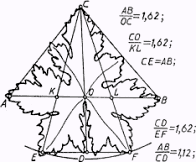 C
AB/OC = 1,62;
CO/KL = 1,62;
CE = AB;
A K O L B
CD/EF = 1,62;
AB/CD = 1,12;
E D F